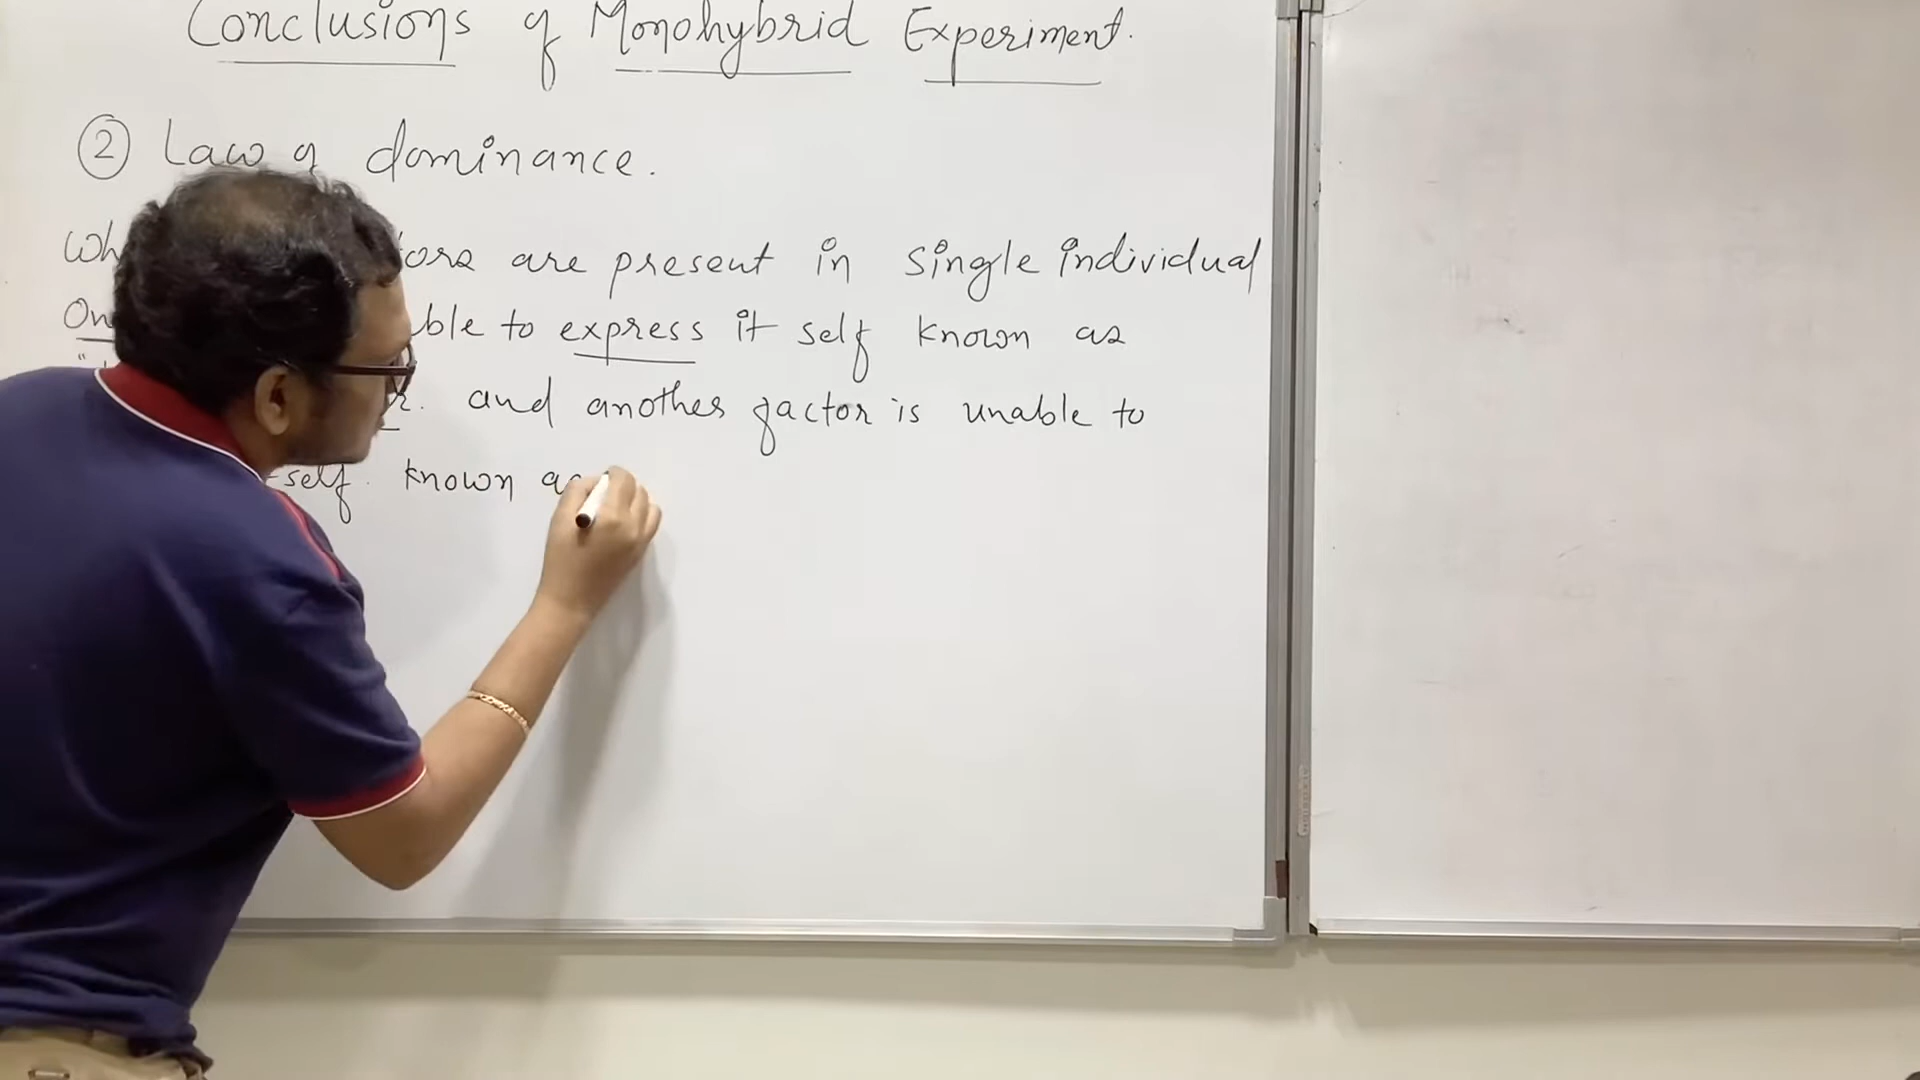 Conclusions of Monohybrid Experiment.
② Law of dominance.
are present in single individual
to express it self known as
and another factor is unable to
self. known as